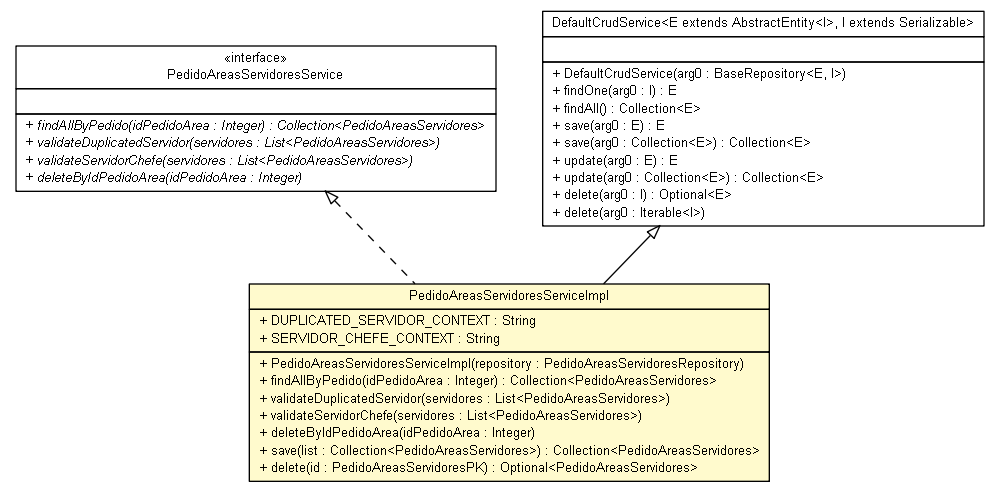 «interface»
PedidoAreasServidoresService
+ findAllByPedido(idPedidoArea : Integer) : Collection<PedidoAreasServidores>
+ validateDuplicatedServidor(servidores : List<PedidoAreasServidores>)
+ validateServidorChefe(servidores : List<PedidoAreasServidores>)
+ deleteByIdPedidoArea(idPedidoArea : Integer)
DefaultCrudService<E extends AbstractEntity<I>, I extends Serializable>
+ DefaultCrudService(arg0 : BaseRepository<E, I>)
+ findOne(arg0 : I) : E
+ findAll() : Collection<E>
+ save(arg0 : E) : E
+ save(arg0 : Collection<E>) : Collection<E>
+ update(arg0 : E) : E
+ update(arg0 : Collection<E>) : Collection<E>
+ delete(arg0 : I) : Optional<E>
+ delete(arg0 : Iterable<I>)
PedidoAreasServidoresServiceImpl
+ DUPLICATED_SERVIDOR_CONTEXT : String
+ SERVIDOR_CHEFE_CONTEXT : String
+ PedidoAreasServidoresServiceImpl(repository : PedidoAreasServidoresRepository)
+ findAllByPedido(idPedidoArea : Integer) : Collection<PedidoAreasServidores>
+ validateDuplicatedServidor(servidores : List<PedidoAreasServidores>)
+ validateServidorChefe(servidores : List<PedidoAreasServidores>)
+ deleteByIdPedidoArea(idPedidoArea : Integer)
+ save(list : Collection<PedidoAreasServidores>) : Collection<PedidoAreasServidores>
+ delete(id : PedidoAreasServidoresPK) : Optional<PedidoAreasServidores>